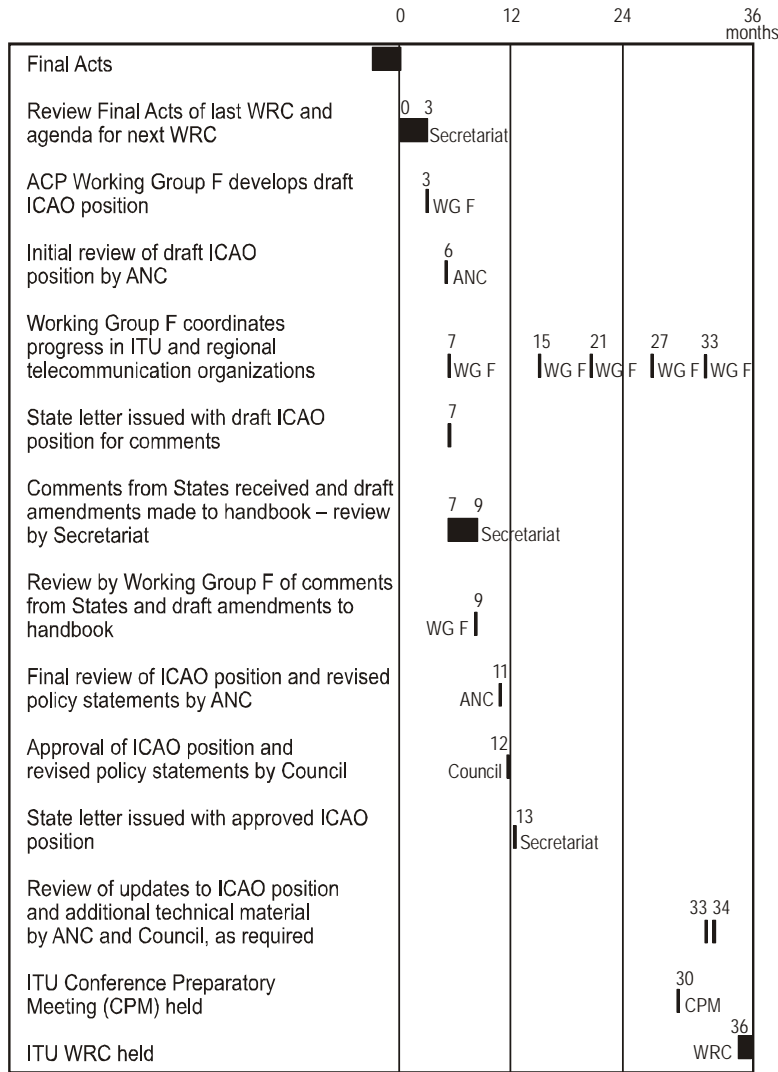 0 12 24 36
months
Final Acts
Review Final Acts of last WRC and
agenda for next WRC
0 3
Secretariat
ACP Working Group F develops draft
ICAO position
3
WG F
Initial review of draft ICAO
position by ANC
6
ANC
Working Group F coordinates
progress in ITU and regional
telecommunication organizations
7 15 21 27 33
WG F WG F WG F WG F WG F
State letter issued with draft ICAO
position for comments
7
Comments from States received and draft
amendments made to handbook – review
by Secretariat
7 9
Secretariat
Review by Working Group F of comments
from States and draft amendments to
handbook
9
WG F
Final review of ICAO position and revised
policy statements by ANC
11
ANC
Approval of ICAO position and
revised policy statements by Council
12
Council
State letter issued with approved ICAO
position
13
Secretariat
Review of updates to ICAO position
and additional technical material
by ANC and Council, as required
33 34
ITU Conference Preparatory
Meeting (CPM) held
30
CPM
ITU WRC held
36
WRC